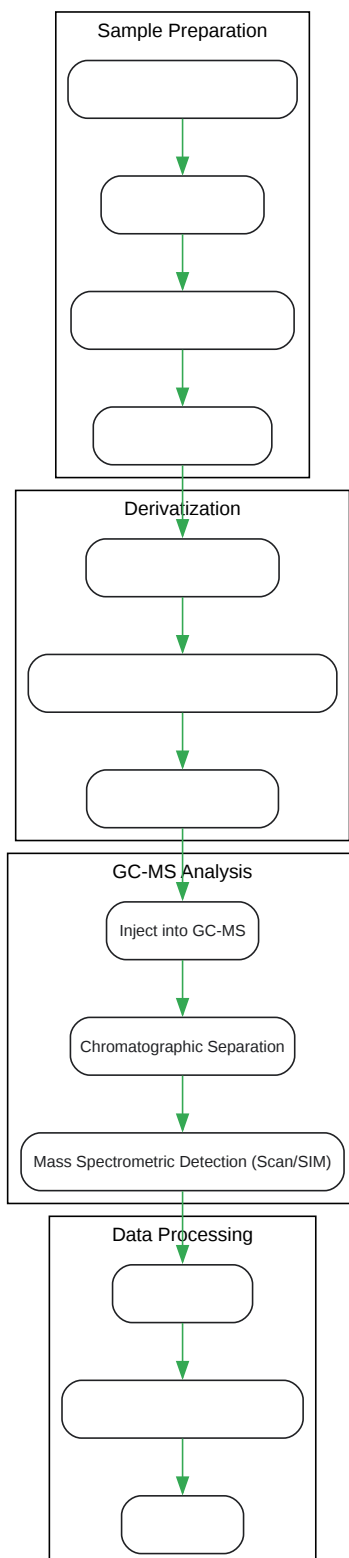 Sample Preparation
Derivatization
GC-MS Analysis
Inject into GC-MS
Chromatographic Separation
Mass Spectrometric Detection (Scan/SIM)
Data Processing